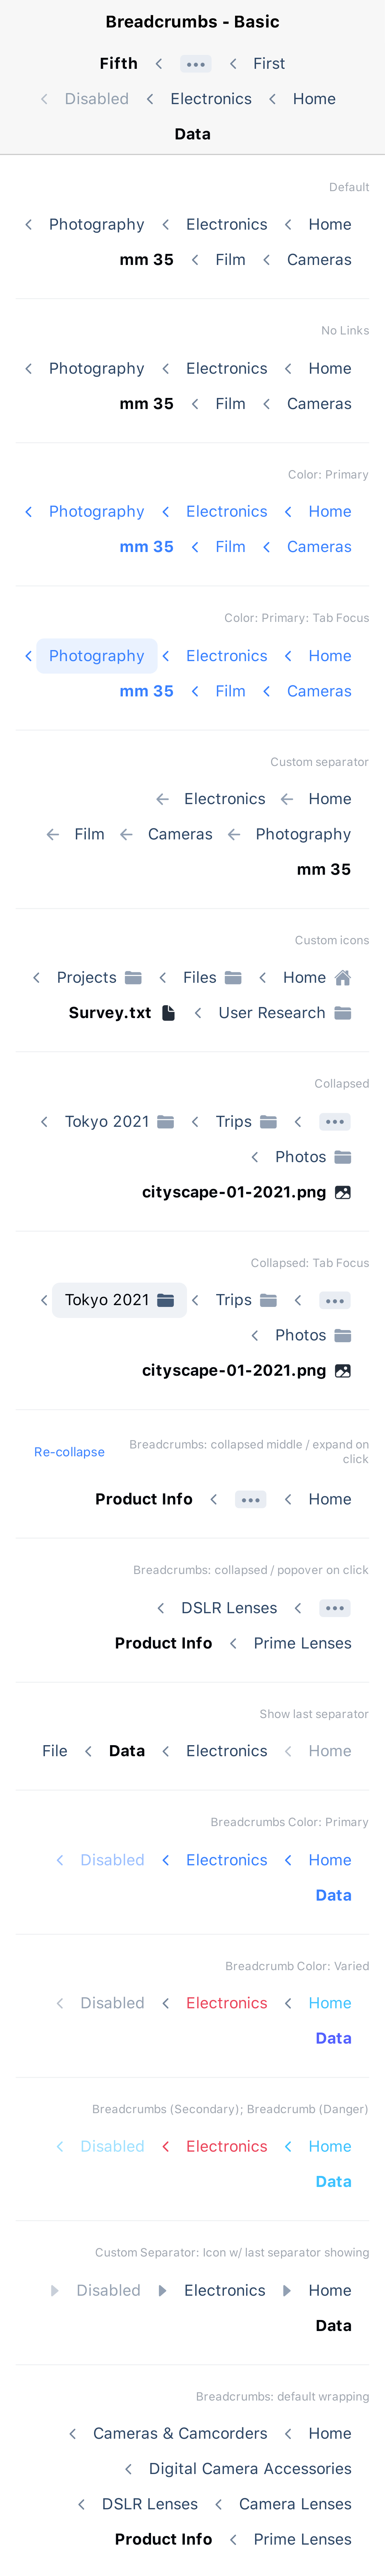 Breadcrumbs - Basic
Fifth First
Disabled Electronics Home
Data
Default
Photography Electronics Home
mm 35 Film Cameras
No Links
Photography Electronics Home
mm 35 Film Cameras
Color: Primary
Photography Electronics Home
mm 35 Film Cameras
Color: Primary: Tab Focus
Photography Electronics Home
mm 35 Film Cameras
Custom separator
Electronics Home
Film Cameras Photography
mm 35
Custom icons
Projects Files Home
Survey.txt User Research
Collapsed
Tokyo 2021 Trips
Photos
cityscape-01-2021.png
Collapsed: Tab Focus
Tokyo 2021 Trips
Photos
cityscape-01-2021.png
Re-collapse
Breadcrumbs: collapsed middle / expand on
click
Product Info Home
Breadcrumbs: collapsed / popover on click
DSLR Lenses
Product Info Prime Lenses
Show last separator
File Data Electronics Home
Breadcrumbs Color: Primary
Disabled Electronics Home
Data
Breadcrumb Color: Varied
Disabled Electronics Home
Data
Breadcrumbs (Secondary); Breadcrumb (Danger)
Disabled Electronics Home
Data
Custom Separator: Icon w/ last separator showing
Disabled Electronics Home
Data
Breadcrumbs: default wrapping
Cameras & Camcorders Home
Digital Camera Accessories
DSLR Lenses Camera Lenses
Product Info Prime Lenses